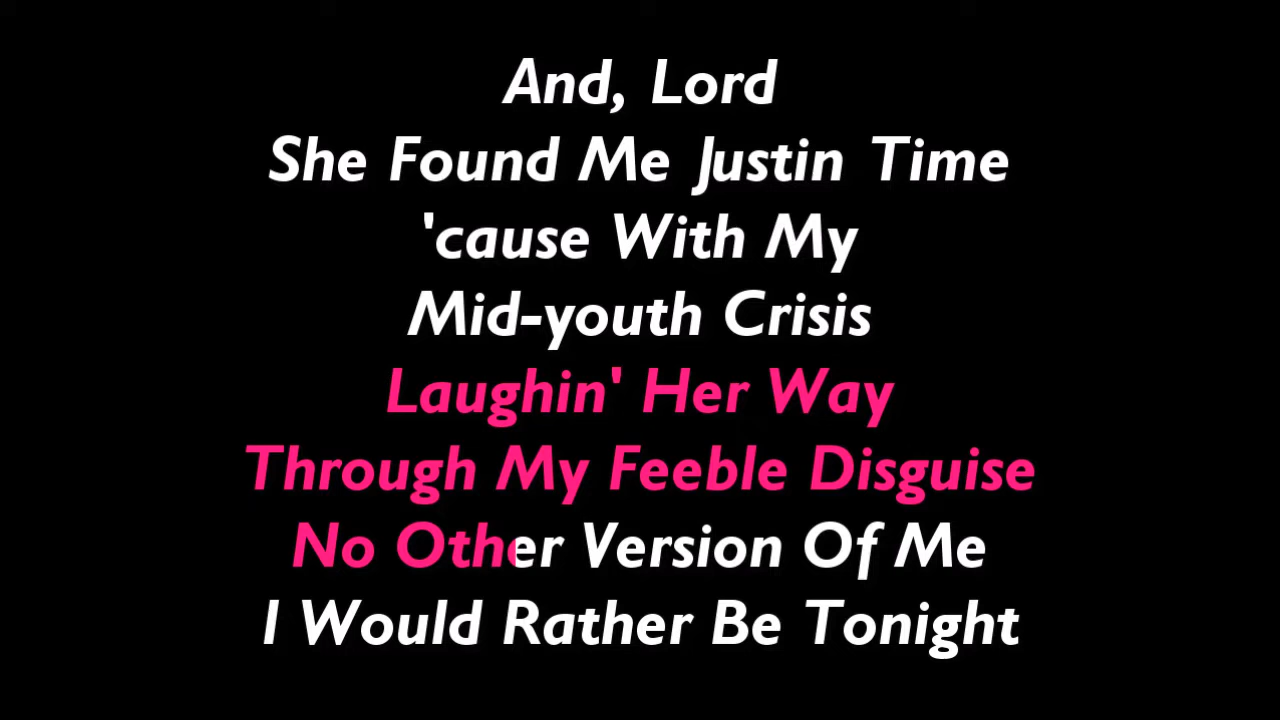 And, Lord
She Found Me Justin Time
'cause With My
Mid-youth Crisis
Laughin' Her Way
Through My Feeble Disguise
No Other Version Of Me
I Would Rather Be Tonight